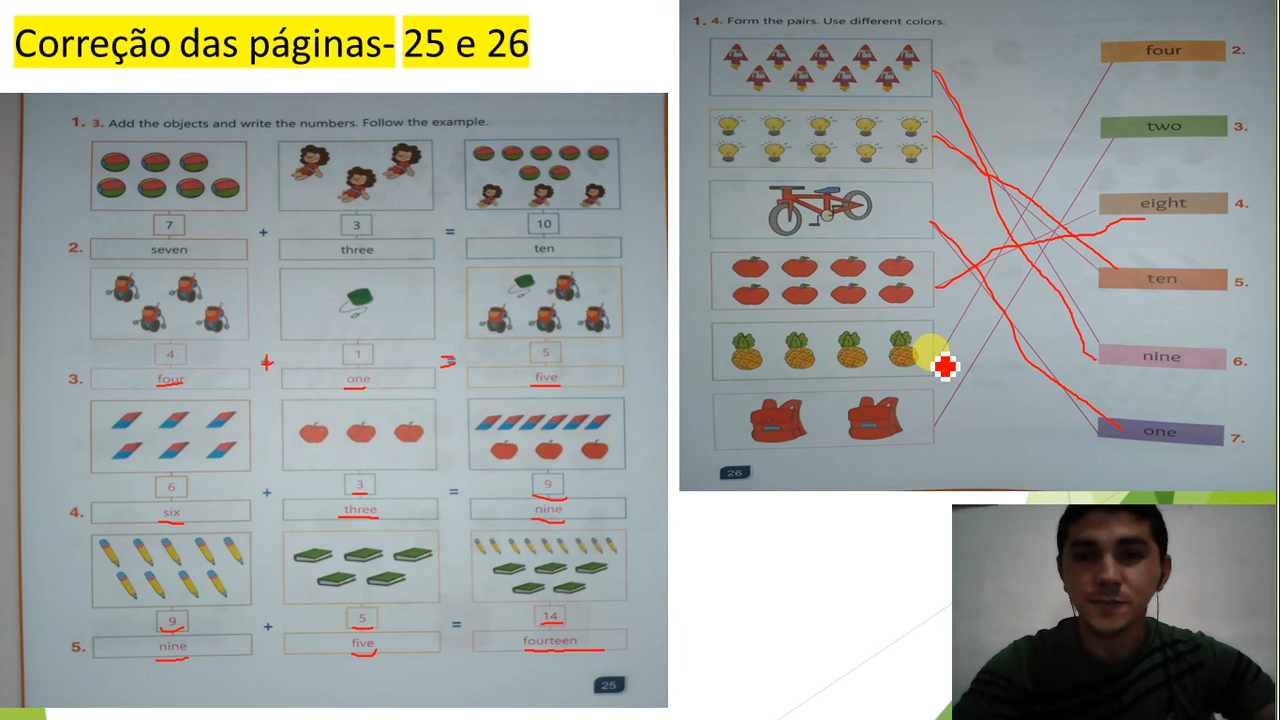 Correção das páginas- 25 e 26
1. 3. Add the objects and write the numbers. Follow the example.
7 + 3 = 10
2. seven three ten
4 + 1 = 5
3. four one five
6 + 3 = 9
4. six three nine
9 + 5 = 14
5. nine five fourteen
25
1. 4. Form the pairs. Use different colors.
four 2.
two 3.
eight 4.
ten 5.
nine 6.
one 7.
26